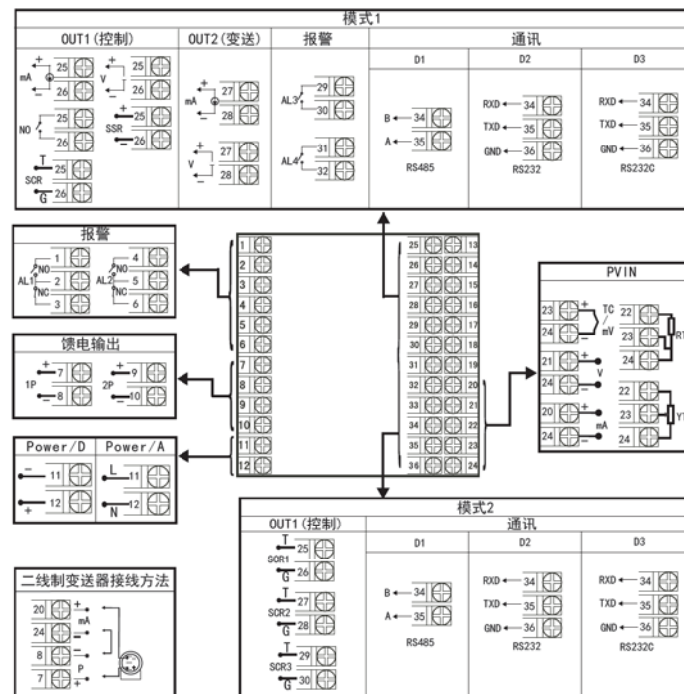 模式1
OUT1(控制) OUT2(变送) 报警 通讯
D1 D2 D3
mA + 25 - 26 V + 25 - 26
NO 25 26 SSR + 25 - 26
SCR T 25 G 26
mA + 27 - 28
V + 27 - 28
AL3 29 30
AL4 31 32
B 34
A 35
RS485
RXD 34
TXD 35
GND 36
RS232
RXD 34
TXD 35
GND 36
RS232C
报警
AL1 1 NO 2 NC 3
AL2 4 NO 5 NC 6
馈电输出
1P + 7 - 8 2P + 9 - 10
Power/D Power/A
- 11 L 11
+ 12 N 12
1 25 13
2 26 14
3 27 15
4 28 16
5 29 17
6 30 18
7 31 19
8 32 20
9 33 21
10 34 22
11 35 23
12 36 24
PVIN
23 + 24 - TC / mV
21 + 24 - V
20 + 24 - mA
22 23 24
22 23 24
二线制变送器接线方法
20 + mA
24 -
8 - P
7 +
模式2
OUT1(控制) 通讯
D1 D2 D3
SCR1 T 25 G 26
SCR2 T 27 G 28
SCR3 T 29 G 30
B 34
A 35
RS485
RXD 34
TXD 35
GND 36
RS232
RXD 34
TXD 35
GND 36
RS232C